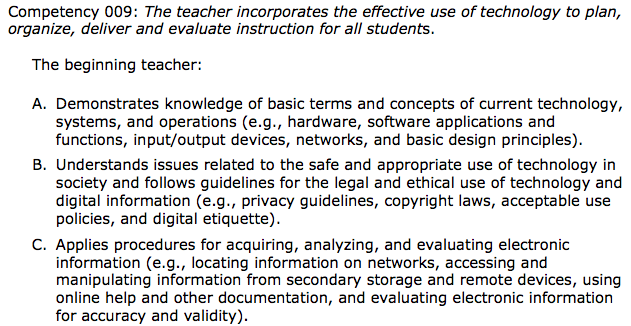 Competency 009: The teacher incorporates the effective use of technology to plan,
organize, deliver and evaluate instruction for all students.
The beginning teacher:
A. Demonstrates knowledge of basic terms and concepts of current technology,
systems, and operations (e.g., hardware, software applications and
functions, input/output devices, networks, and basic design principles).
B. Understands issues related to the safe and appropriate use of technology in
society and follows guidelines for the legal and ethical use of technology and
digital information (e.g., privacy guidelines, copyright laws, acceptable use
policies, and digital etiquette).
C. Applies procedures for acquiring, analyzing, and evaluating electronic
information (e.g., locating information on networks, accessing and
manipulating information from secondary storage and remote devices, using
online help and other documentation, and evaluating electronic information
for accuracy and validity).